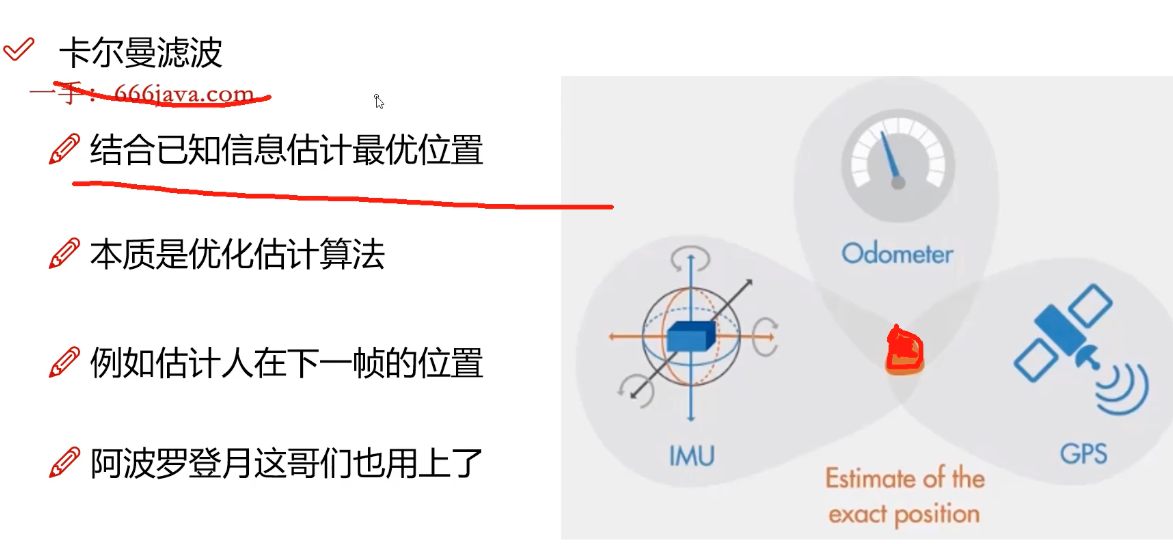 卡尔曼滤波
一手：666java.com
结合已知信息估计最优位置
本质是优化估计算法
例如估计人在下一帧的位置
阿波罗登月这哥们也用上了
Odometer
IMU
GPS
Estimate of the
exact position